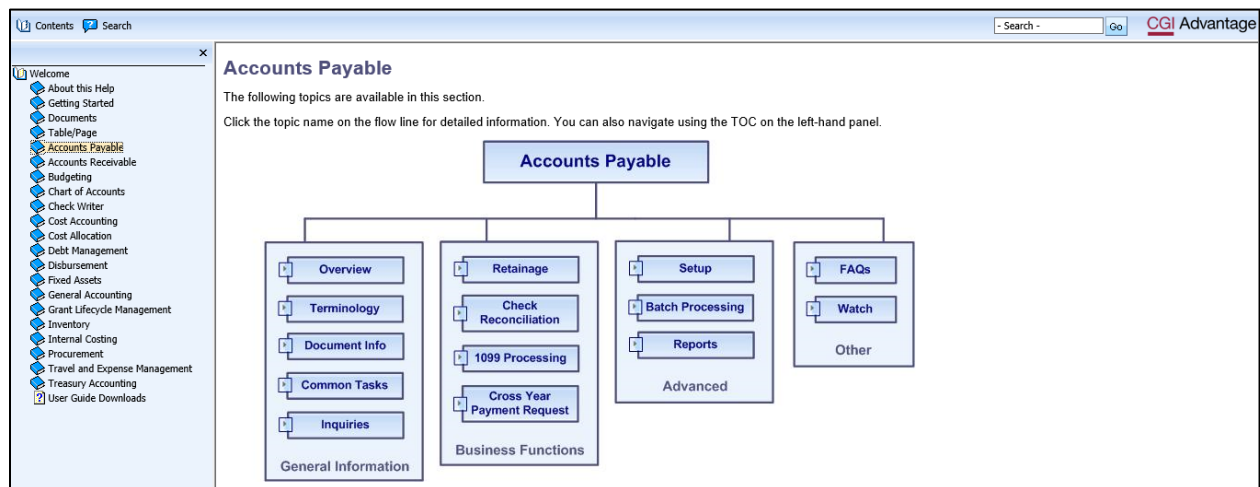 Contents Search
- Search - Go CGI Advantage
x
Welcome
About this Help
Getting Started
Documents
Table/Page
Accounts Payable
Accounts Receivable
Budgeting
Chart of Accounts
Check Writer
Cost Accounting
Cost Allocation
Debt Management
Disbursement
Fixed Assets
General Accounting
Grant Lifecycle Management
Inventory
Internal Costing
Procurement
Travel and Expense Management
Treasury Accounting
User Guide Downloads
Accounts Payable
The following topics are available in this section.
Click the topic name on the flow line for detailed information. You can also navigate using the TOC on the left-hand panel.
Accounts Payable
Overview
Terminology
Document Info
Common Tasks
Inquiries
General Information
Retainage
Check
Reconciliation
1099 Processing
Cross Year
Payment Request
Business Functions
Setup
Batch Processing
Reports
Advanced
FAQs
Watch
Other